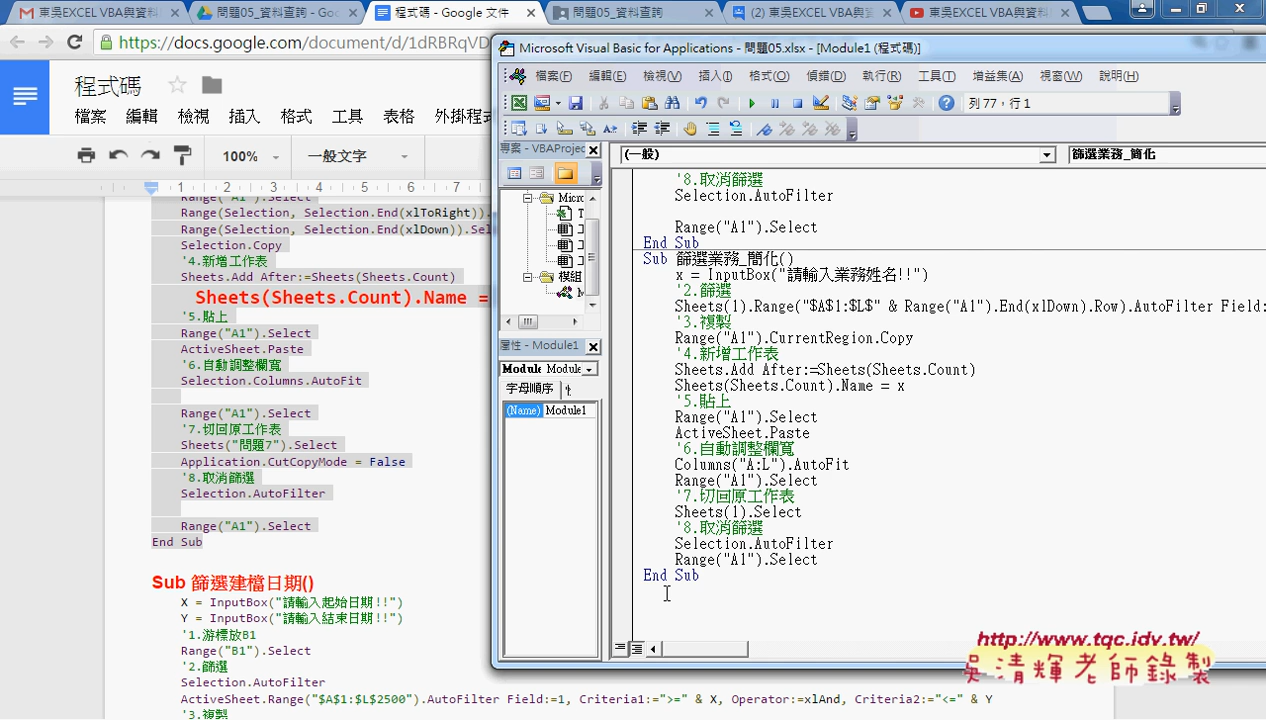 東吳EXCEL VBA與資料
問題05_資料查詢 - Goo
程式碼 - Google 文件
問題05_資料查詢
(2) 東吳EXCEL VBA與資
東吳EXCEL VBA與資料
https://docs.google.com/document/d/1dRBRqVD
程式碼
檔案 編輯 檢視 插入 格式 工具 表格 外掛程式
100% 一般文字
1 2 3 4 5 6 7
Range("A1").Select
Range(Selection, Selection.End(xlToRight)).
Range(Selection, Selection.End(xlDown)).Sel
Selection.Copy
'4.新增工作表
Sheets.Add After:=Sheets(Sheets.Count)
Sheets(Sheets.Count).Name =
'5.貼上
Range("A1").Select
ActiveSheet.Paste
'6.自動調整欄寬
Selection.Columns.AutoFit
Range("A1").Select
'7.切回原工作表
Sheets("問題7").Select
Application.CutCopyMode = False
'8.取消篩選
Selection.AutoFilter
Range("A1").Select
End Sub
Sub 篩選建檔日期()
X = InputBox("請輸入起始日期!!")
Y = InputBox("請輸入結束日期!!")
'1.游標放B1
Range("B1").Select
'2.篩選
Selection.AutoFilter
ActiveSheet.Range("$A$1:$L$2500").AutoFilter Field:=1, Criteria1:=">=" & X, Operator:=xlAnd, Criteria2:="<=" & Y
'3.複製
Microsoft Visual Basic for Applications - 問題05.xlsx - [Module1 (程式碼)]
檔案(F) 編輯(E) 檢視(V) 插入(I) 格式(O) 偵錯(D) 執行(R) 工具(T) 增益集(A) 視窗(W) 說明(H)
列 77，行 1
專案 - VBAProjec
Micro
模組
屬性 - Module1
Module Module
字母順序
(Name) Module1
(一般)
篩選業務_簡化
'8.取消篩選
Selection.AutoFilter
Range("A1").Select
End Sub
Sub 篩選業務_簡化()
x = InputBox("請輸入業務姓名!!")
'2.篩選
Sheets(1).Range("$A$1:$L$" & Range("A1").End(xlDown).Row).AutoFilter Field:
'3.複製
Range("A1").CurrentRegion.Copy
'4.新增工作表
Sheets.Add After:=Sheets(Sheets.Count)
Sheets(Sheets.Count).Name = x
'5.貼上
Range("A1").Select
ActiveSheet.Paste
'6.自動調整欄寬
Columns("A:L").AutoFit
Range("A1").Select
'7.切回原工作表
Sheets(1).Select
'8.取消篩選
Selection.AutoFilter
Range("A1").Select
End Sub
http://www.tqc.idv.tw/
吳清輝老師錄製